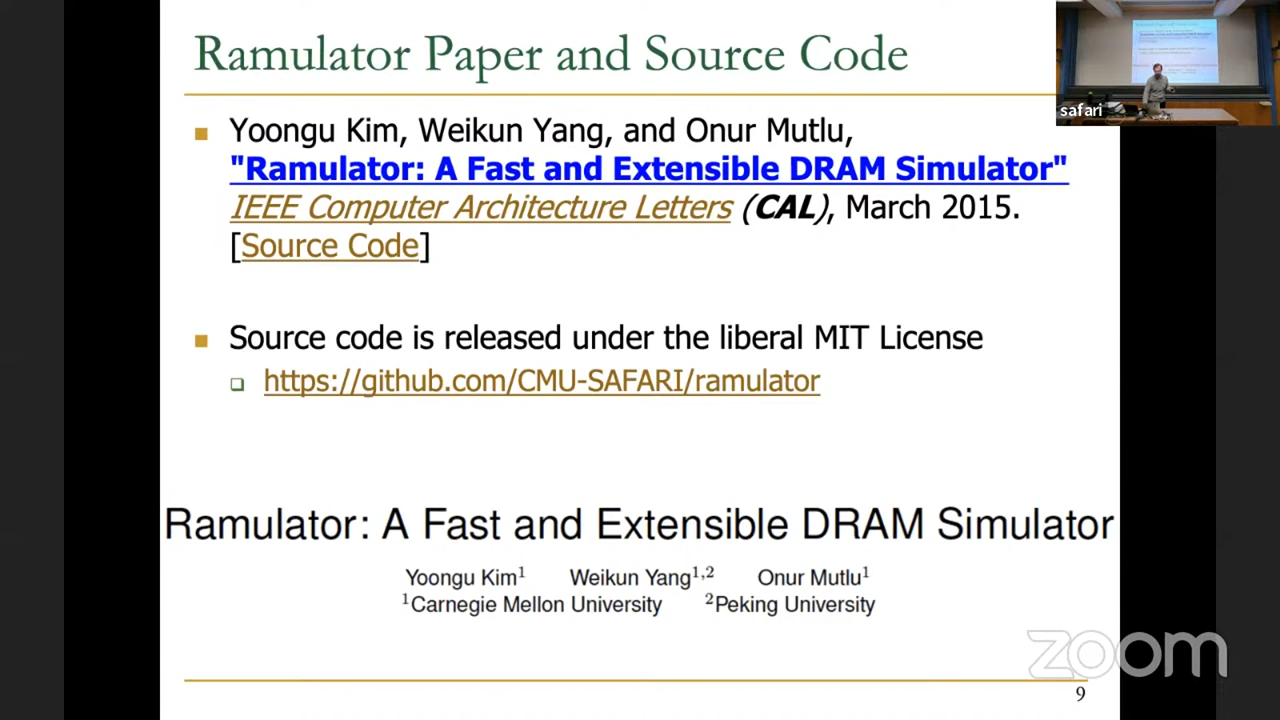 Ramulator Paper and Source Code
Yoongu Kim, Weikun Yang, and Onur Mutlu,
"Ramulator: A Fast and Extensible DRAM Simulator"
IEEE Computer Architecture Letters (CAL), March 2015.
[Source Code]
Source code is released under the liberal MIT License
https://github.com/CMU-SAFARI/ramulator
Ramulator: A Fast and Extensible DRAM Simulator
Yoongu Kim¹ Weikun Yang¹,² Onur Mutlu¹
¹Carnegie Mellon University ²Peking University
9
safari
zoom